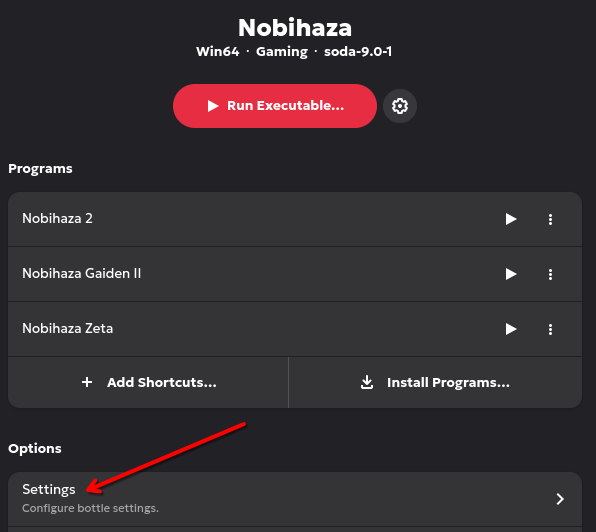 Nobihaza
Win64 · Gaming · soda-9.0-1
Run Executable...
Programs
Nobihaza 2
Nobihaza Gaiden II
Nobihaza Zeta
Add Shortcuts... Install Programs...
Options
Settings
Configure bottle settings.